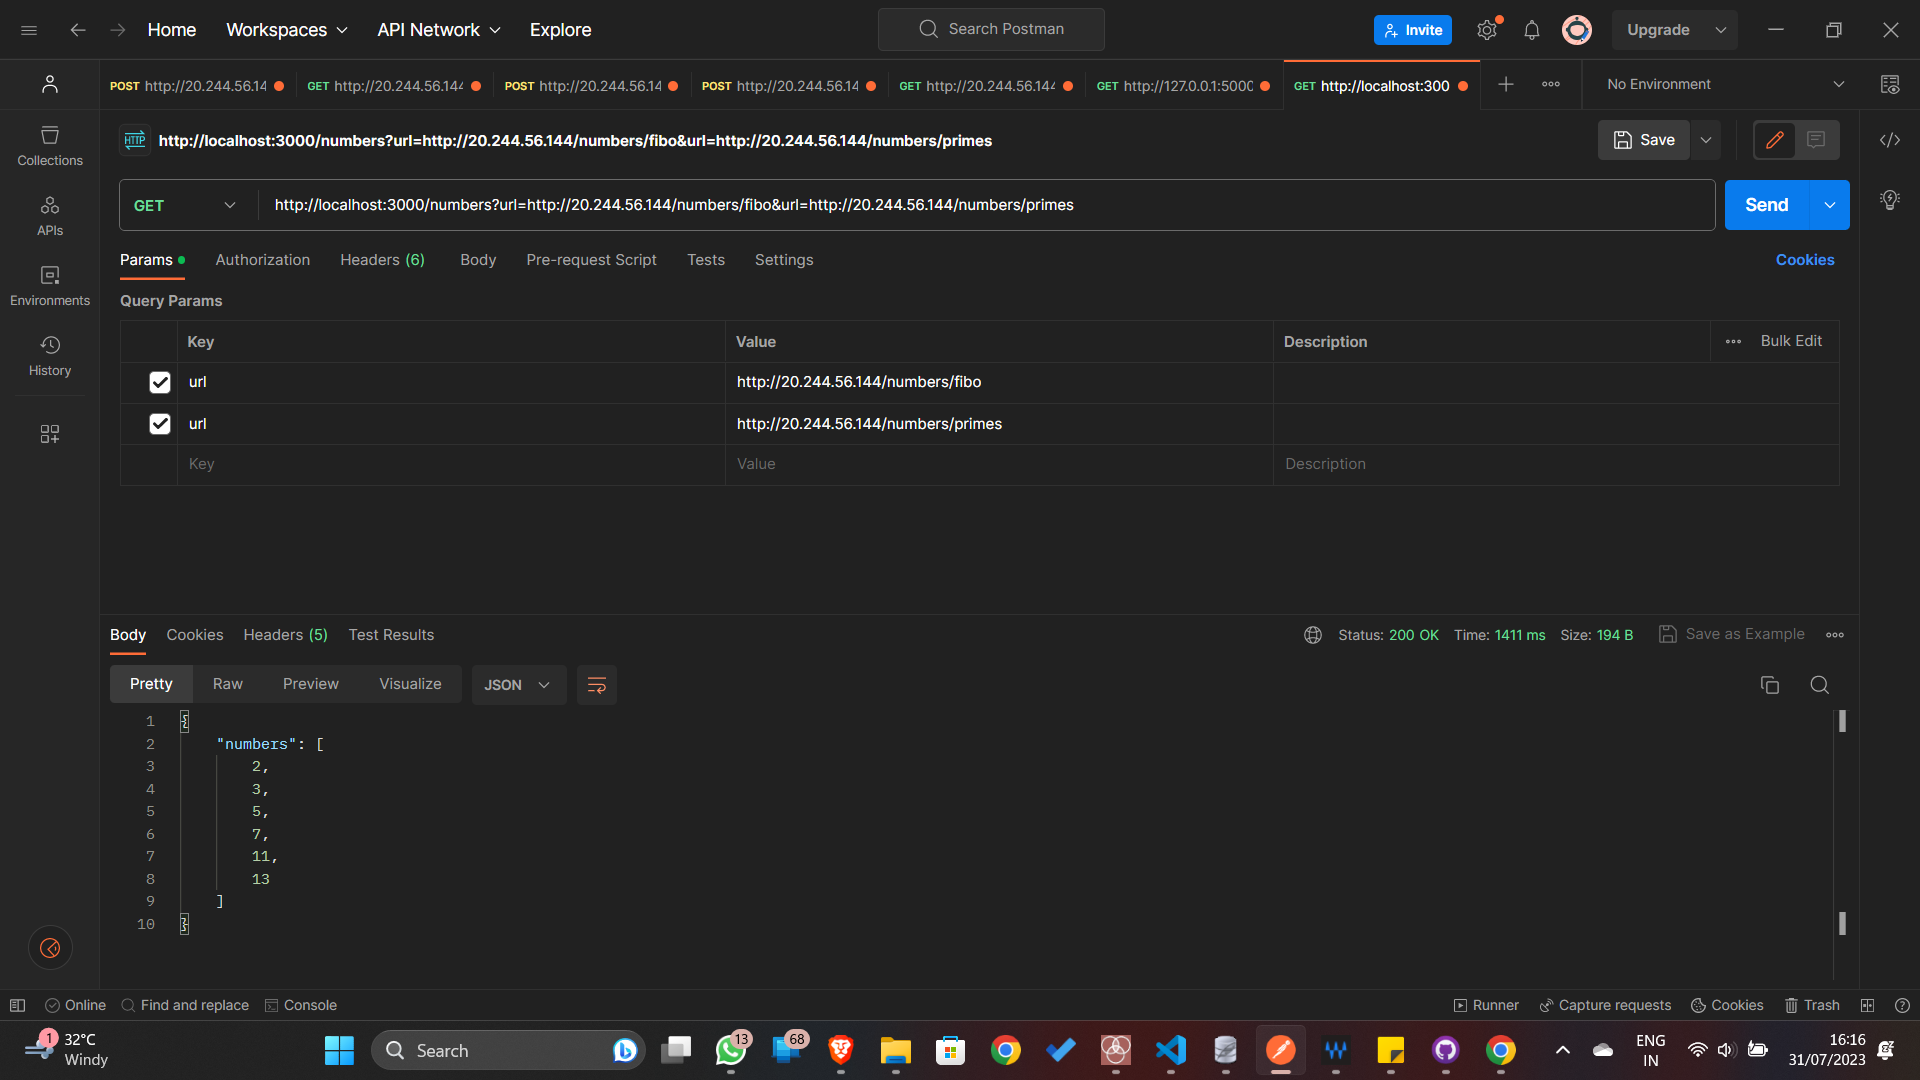 Home Workspaces API Network Explore Search Postman Invite Upgrade
POST http://20.244.56.14 GET http://20.244.56.144 POST http://20.244.56.14 POST http://20.244.56.14 GET http://20.244.56.144 GET http://127.0.0.1:5000 GET http://localhost:300 No Environment
HTTP http://localhost:3000/numbers?url=http://20.244.56.144/numbers/fibo&url=http://20.244.56.144/numbers/primes Save
Collections
APIs
Environments
History
GET http://localhost:3000/numbers?url=http://20.244.56.144/numbers/fibo&url=http://20.244.56.144/numbers/primes Send
Params Authorization Headers (6) Body Pre-request Script Tests Settings Cookies
Query Params
Key Value Description Bulk Edit
url http://20.244.56.144/numbers/fibo
url http://20.244.56.144/numbers/primes
Key Value Description
Body Cookies Headers (5) Test Results Status: 200 OK Time: 1411 ms Size: 194 B Save as Example
Pretty Raw Preview Visualize JSON
1 {
2 "numbers": [
3 2,
4 3,
5 5,
6 7,
7 11,
8 13
9 ]
10 }
Online Find and replace Console Runner Capture requests Cookies Trash
1 32°C
Windy
Search
13
68
ENG
IN
16:16
31/07/2023